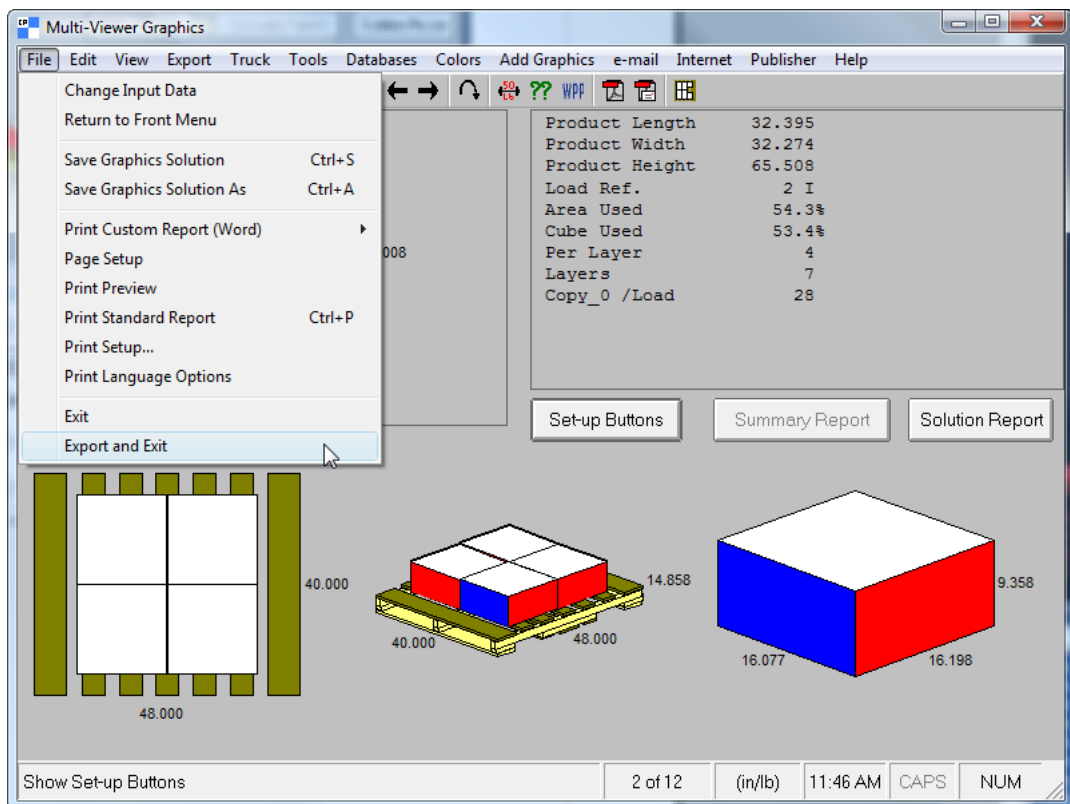 CP
Multi-Viewer Graphics
File Edit View Export Truck Tools Databases Colors Add Graphics e-mail Internet Publisher Help
Change Input Data
Return to Front Menu
Save Graphics Solution Ctrl+S
Save Graphics Solution As Ctrl+A
Print Custom Report (Word)
Page Setup
Print Preview
Print Standard Report Ctrl+P
Print Setup...
Print Language Options
Exit
Export and Exit
50 LB ?? WPP
008
Product Length 32.395
Product Width 32.274
Product Height 65.508
Load Ref. 2 I
Area Used 54.3%
Cube Used 53.4%
Per Layer 4
Layers 7
Copy_0 /Load 28
Set-up Buttons Summary Report Solution Report
40.000
48.000
14.858
40.000
48.000
9.358
16.077
16.198
Show Set-up Buttons 2 of 12 (in/lb) 11:46 AM CAPS NUM